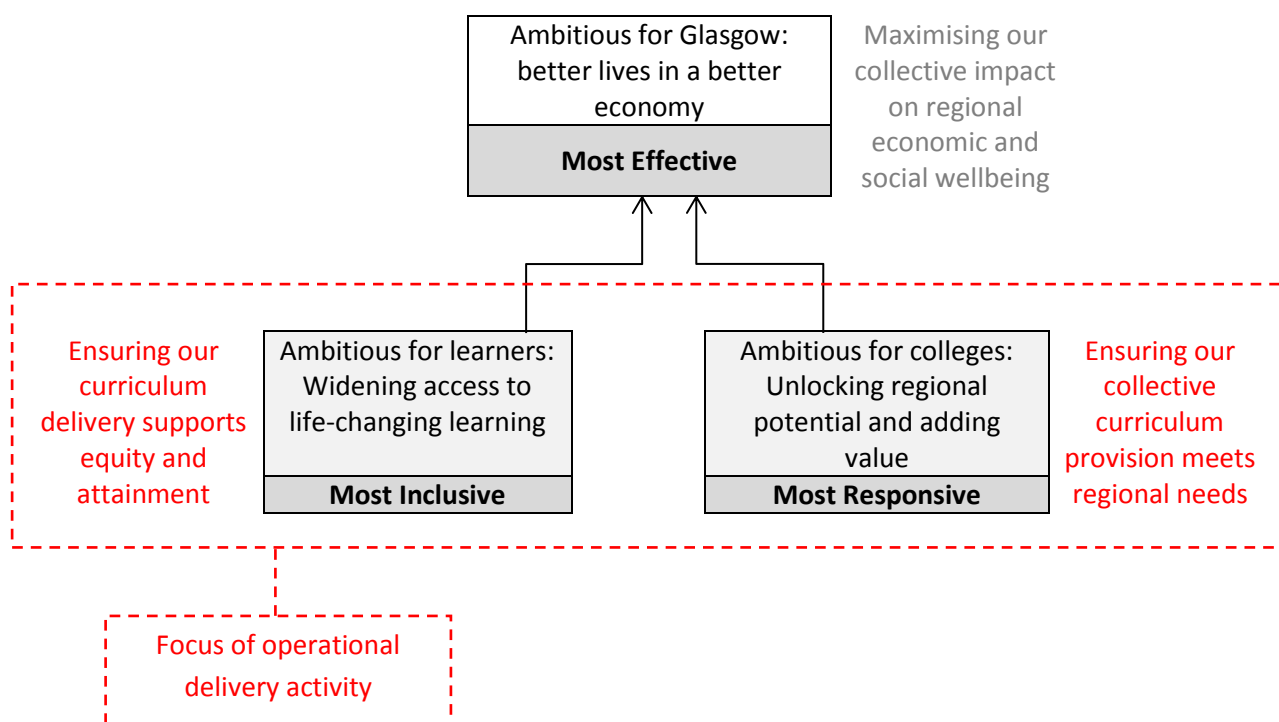 Ambitious for Glasgow:
better lives in a better
economy
Most Effective
Maximising our
collective impact
on regional
economic and
social wellbeing
Ensuring our
curriculum
delivery supports
equity and
attainment
Ambitious for learners:
Widening access to
life-changing learning
Most Inclusive
Ambitious for colleges:
Unlocking regional
potential and adding
value
Most Responsive
Ensuring our
collective
curriculum
provision meets
regional needs
Focus of operational
delivery activity